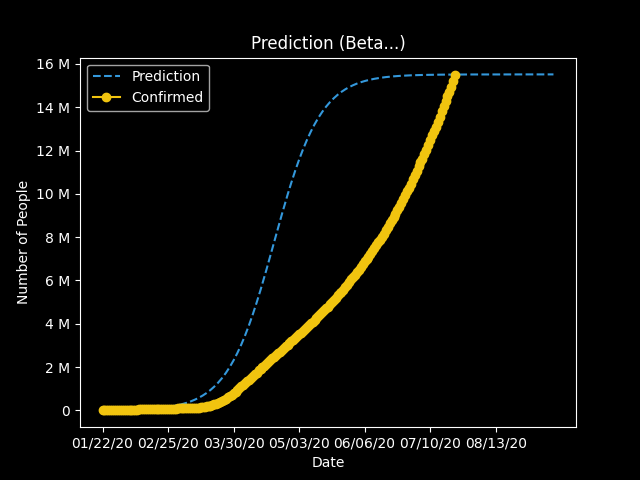 Prediction (Beta...)
Prediction
Confirmed
16 M
14 M
12 M
10 M
8 M
6 M
4 M
2 M
0
Number of People
01/22/20 02/25/20 03/30/20 05/03/20 06/06/20 07/10/20 08/13/20
Date